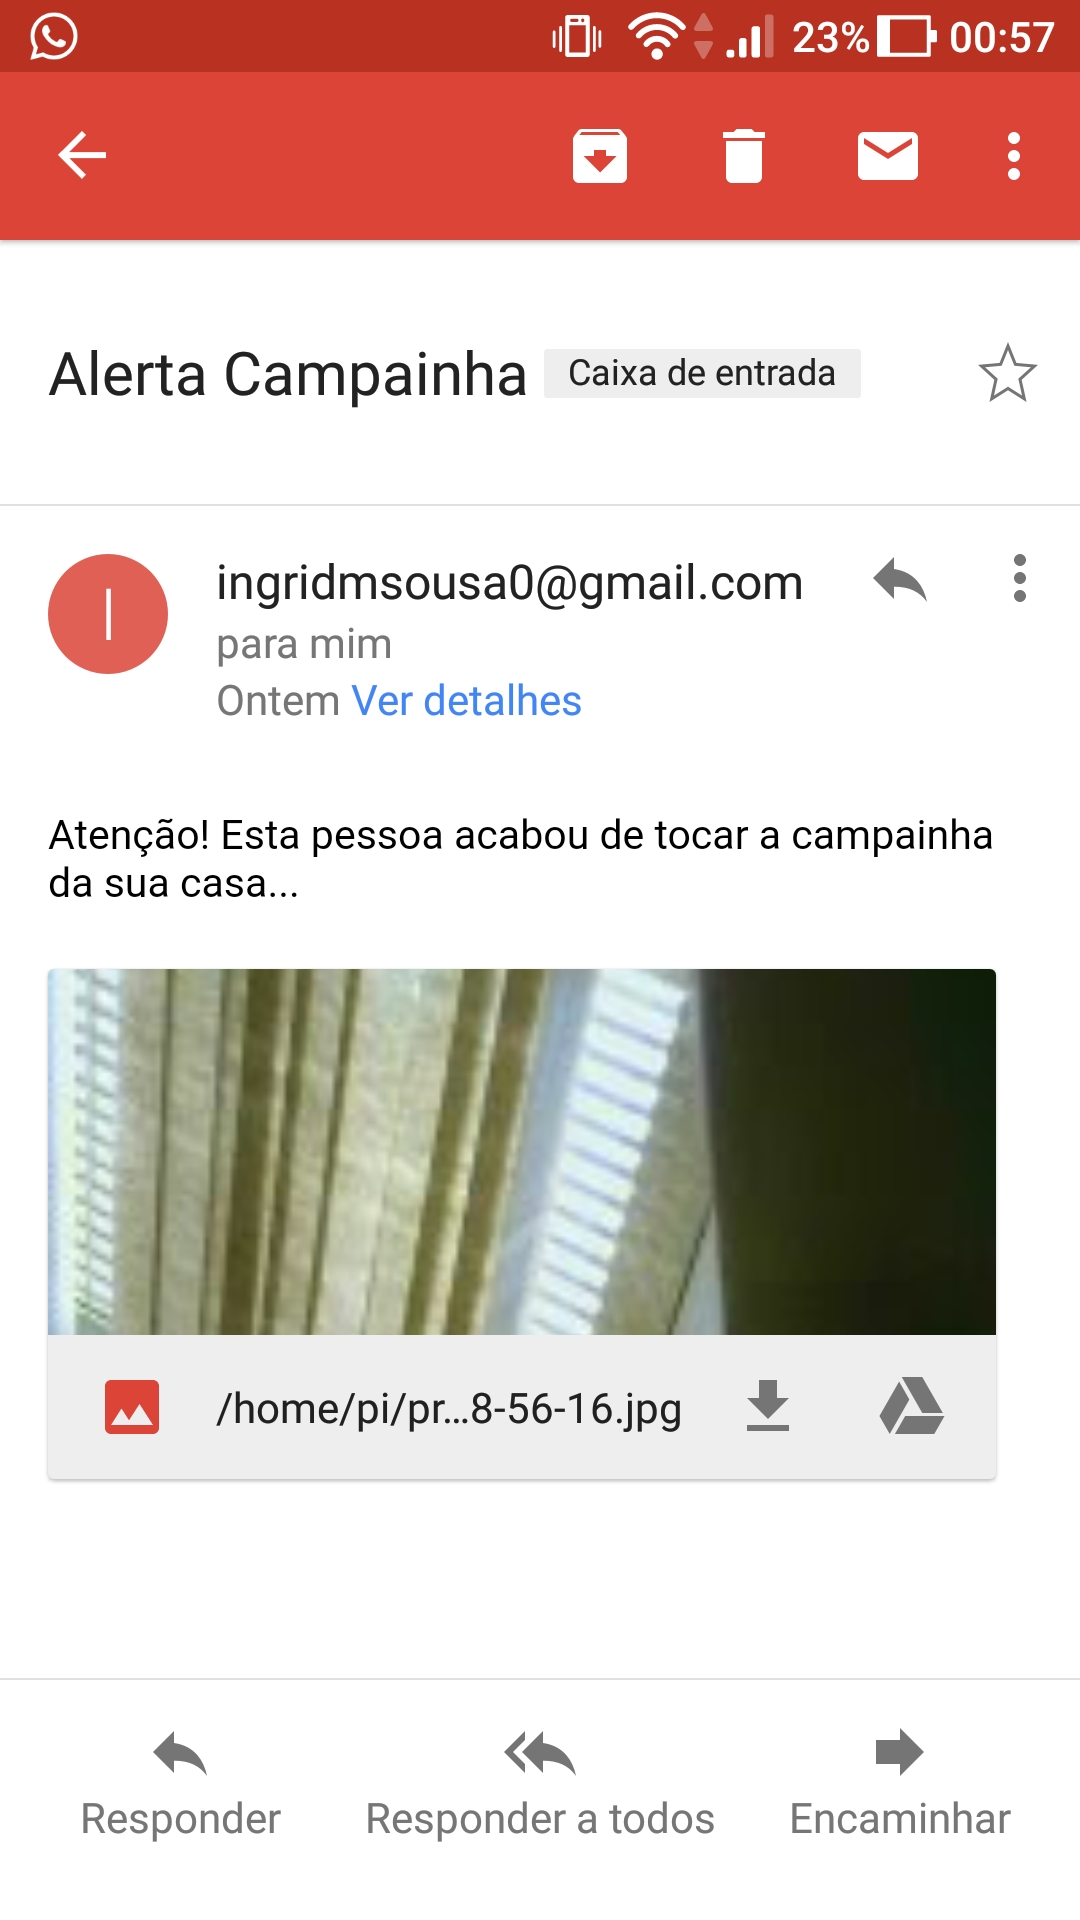 23% 00:57
Alerta Campainha Caixa de entrada
I
ingridmsousa0@gmail.com
para mim
Ontem Ver detalhes
Atenção! Esta pessoa acabou de tocar a campainha
da sua casa...
/home/pi/pr...8-56-16.jpg
Responder Responder a todos Encaminhar